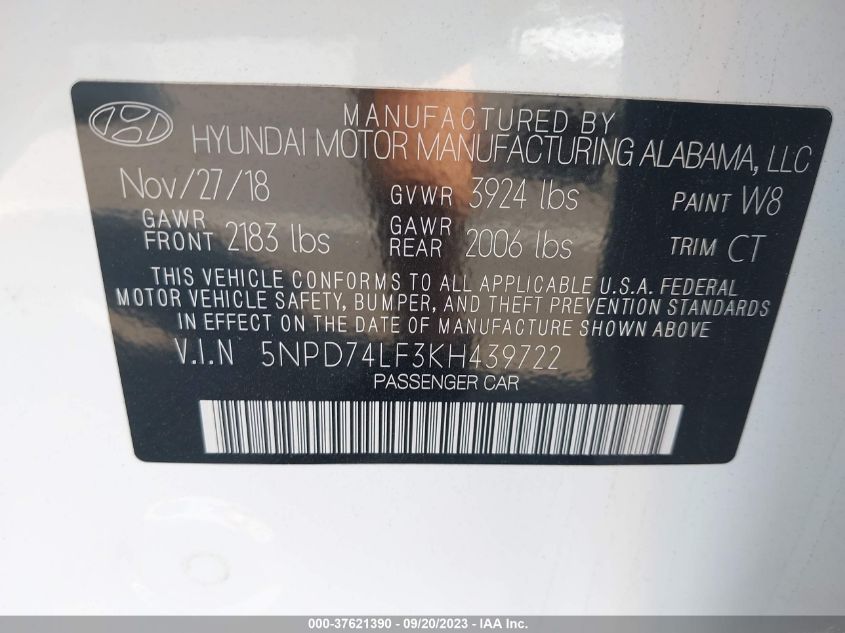 MANUFACTURED BY
HYUNDAI MOTOR MANUFACTURING ALABAMA, LLC
Nov/27/18 GVWR 3924 lbs PAINT W8
GAWR FRONT 2183 lbs GAWR REAR 2006 lbs TRIM CT
THIS VEHICLE CONFORMS TO ALL APPLICABLE U.S.A. FEDERAL
MOTOR VEHICLE SAFETY, BUMPER, AND THEFT PREVENTION STANDARDS
IN EFFECT ON THE DATE OF MANUFACTURE SHOWN ABOVE
V.I.N 5NPD74LF3KH439722
PASSENGER CAR
000-37621390 - 09/20/2023 - IAA Inc.